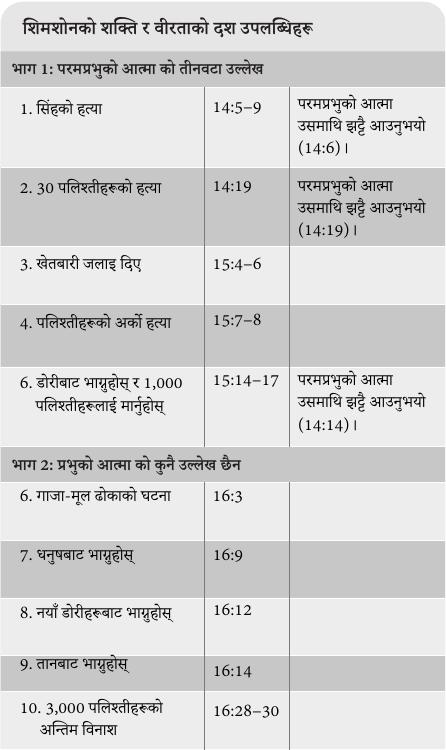 शिमशोनको शक्ति र वीरताको दश उपलब्धिहरू
भाग 1: परमप्रभुको आत्मा को तीनवटा उल्लेख
1. सिंहको हत्या 14:5–9 परमप्रभुको आत्मा
उसमाथि झट्टै आउनुभयो
(14:6)।
2. 30 पलिश्तीहरूको हत्या 14:19 परमप्रभुको आत्मा
उसमाथि झट्टै आउनुभयो
(14:19)।
3. खेतबारी जलाइ दिए 15:4–6
4. पलिश्तीहरूको अर्को हत्या 15:7–8
6. डोरीबाट भाग्नुहोस् र 1,000 15:14–17 परमप्रभुको आत्मा
पलिश्तीहरूलाई मार्नुहोस् उसमाथि झट्टै आउनुभयो
(14:14)।
भाग 2: प्रभुको आत्मा को कुनै उल्लेख छैन
6. गाजा-मूल ढोकाको घटना 16:3
7. धनुषबाट भाग्नुहोस् 16:9
8. नयाँ डोरीहरूबाट भाग्नुहोस् 16:12
9. तानबाट भाग्नुहोस् 16:14
10. 3,000 पलिश्तीहरूको 16:28–30
अन्तिम विनाश